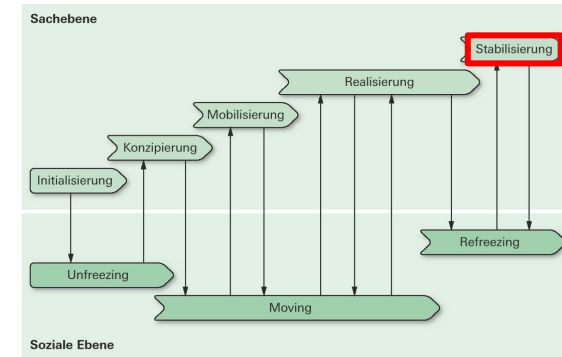 Sachebene
Stabilisierung
Realisierung
Mobilisierung
Konzipierung
Initialisierung
Refreezing
Unfreezing
Moving
Soziale Ebene